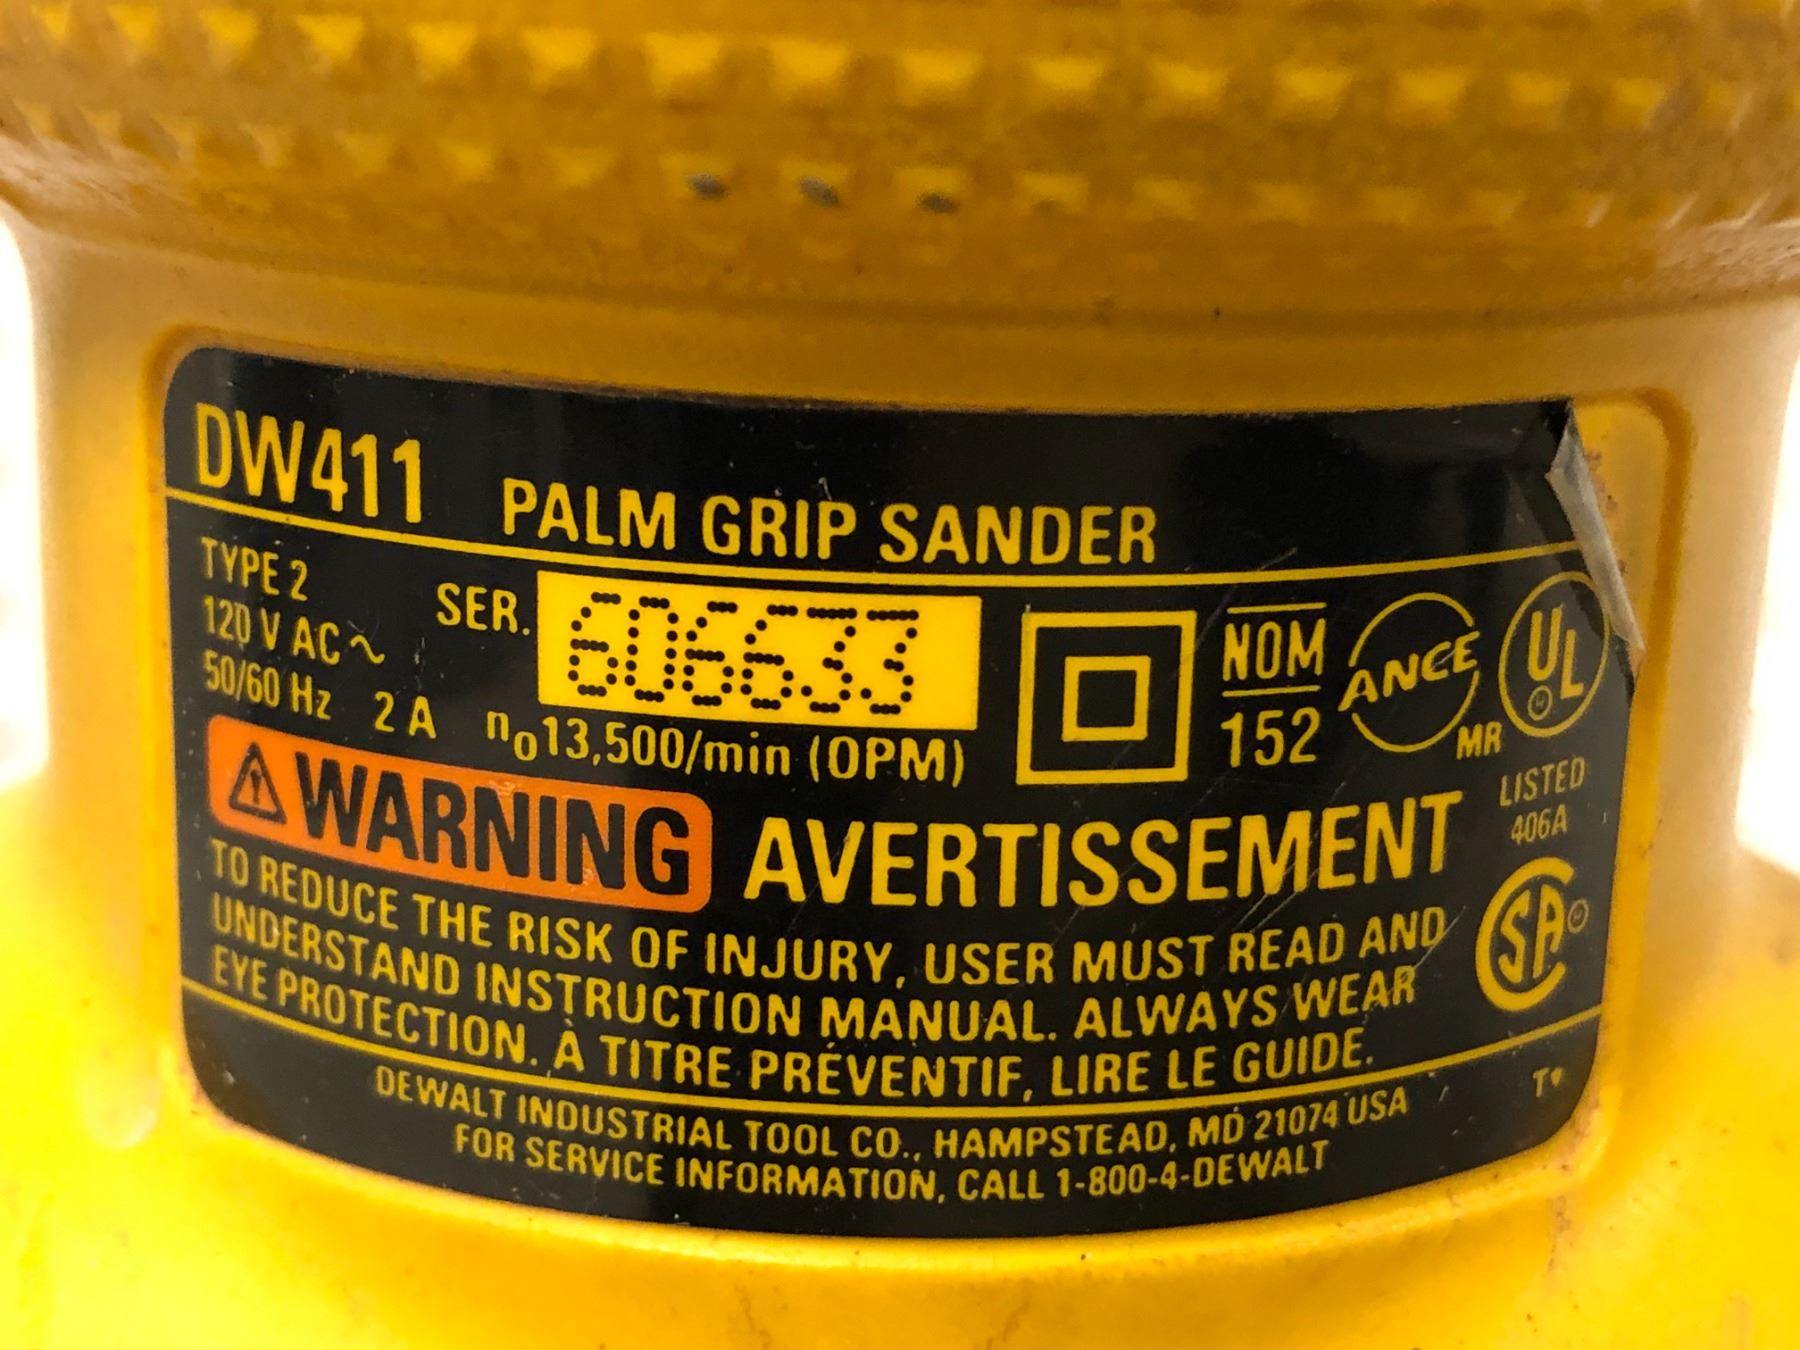 DW411 PALM GRIP SANDER
TYPE 2
120 V AC ~
50/60 Hz 2 A
SER. 606633
n₀13,500/min (OPM)
NOM
152
ANCE
MR
UL
LISTED
406A
⚠ WARNING AVERTISSEMENT
TO REDUCE THE RISK OF INJURY, USER MUST READ AND
UNDERSTAND INSTRUCTION MANUAL. ALWAYS WEAR
EYE PROTECTION. À TITRE PRÉVENTIF, LIRE LE GUIDE.
SA
DEWALT INDUSTRIAL TOOL CO., HAMPSTEAD, MD 21074 USA
FOR SERVICE INFORMATION, CALL 1-800-4-DEWALT
T♥